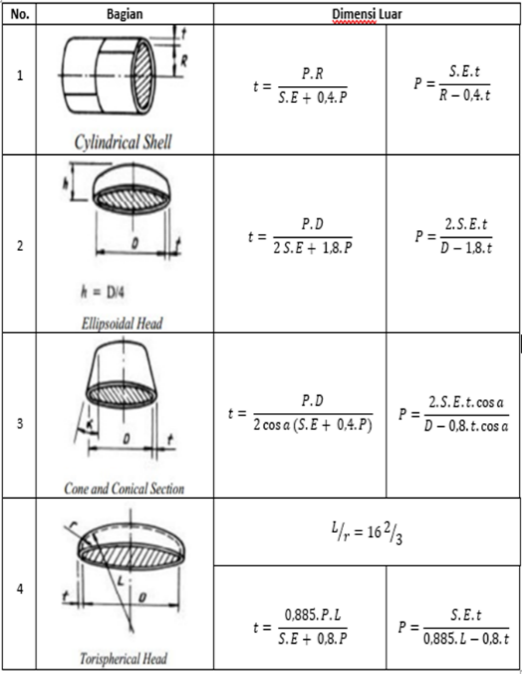 No. Bagian Dimensi Luar
1
t
R
Cylindrical Shell
t = P.R / S.E + 0,4.P
P = S.E.t / R – 0,4.t
2
h
D
t
h = D/4
Ellipsoidal Head
t = P.D / 2 S.E + 1,8.P
P = 2.S.E.t / D – 1,8.t
3
D
t
Cone and Conical Section
t = P.D / 2 cos a (S.E + 0,4.P)
P = 2.S.E.t.cos a / D – 0,8.t.cos a
4
r
L
t
D
Torispherical Head
L/r = 16 2/3
t = 0,885.P.L / S.E + 0,8.P
P = S.E.t / 0,885.L – 0,8.t